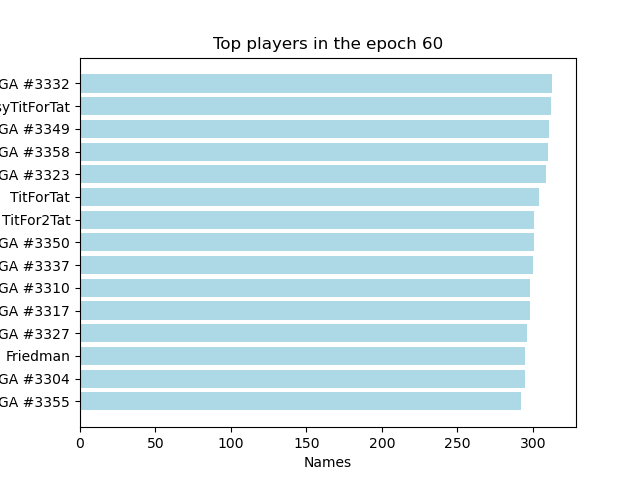 Top players in the epoch 60
GA #3332
syTitForTat
GA #3349
GA #3358
GA #3323
TitForTat
TitFor2Tat
GA #3350
GA #3337
GA #3310
GA #3317
GA #3327
Friedman
GA #3304
GA #3355
0 50 100 150 200 250 300
Names